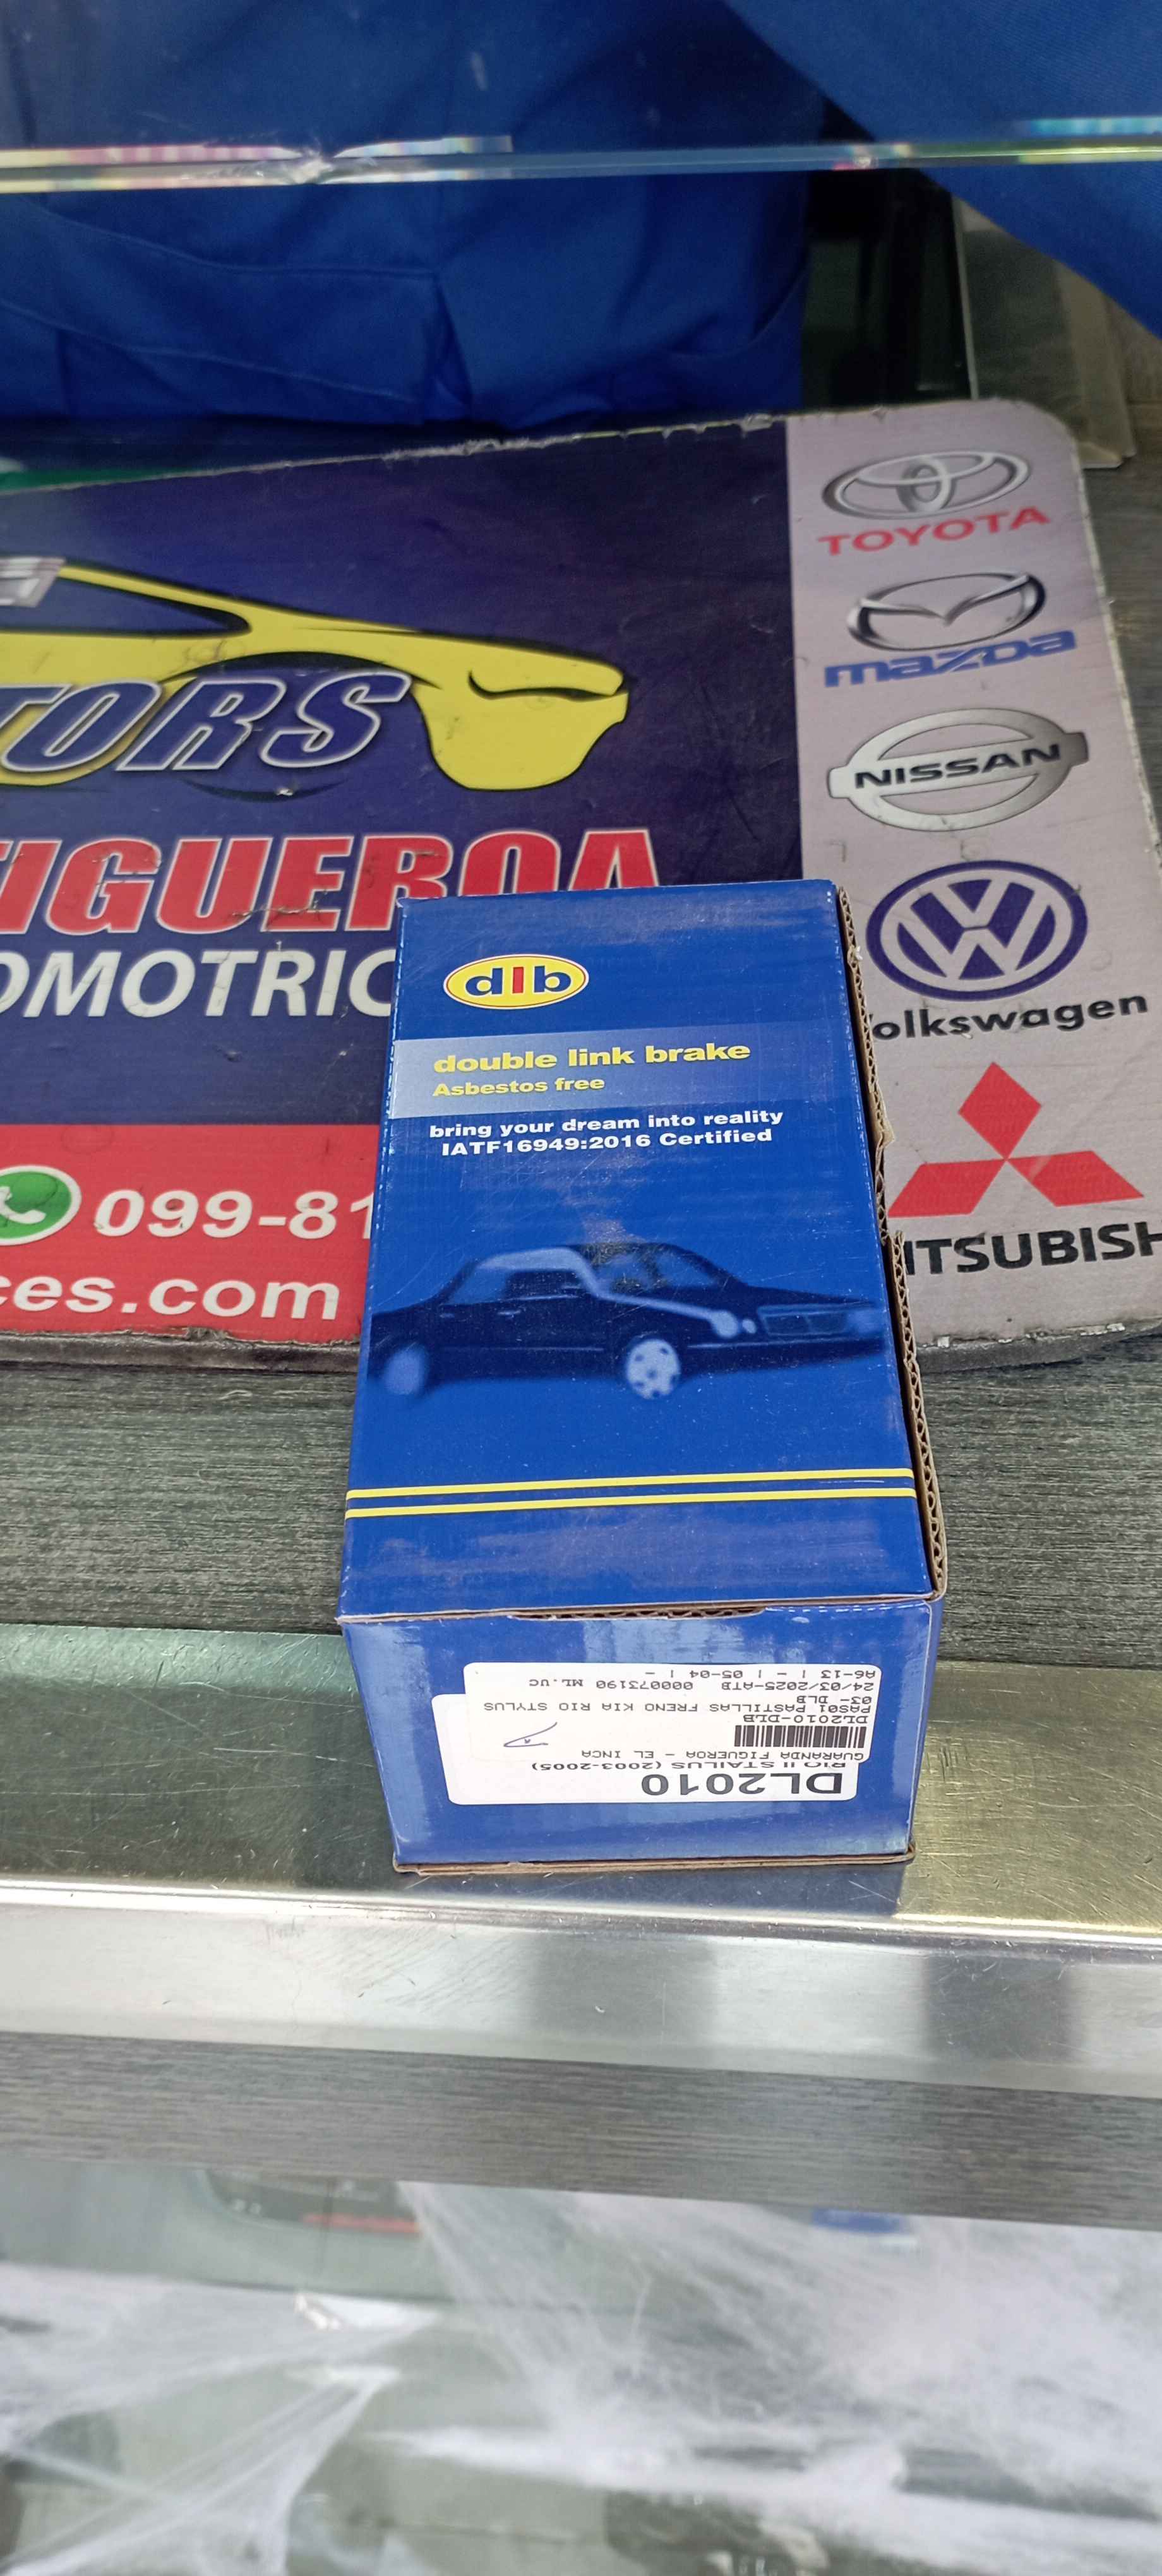 TOYOTA
mazda
NISSAN
olkswagen
ITSUBISH
TORS
FIGUEROA
OMOTRIC
099-81
ces.com
dlb
double link brake
Asbestos free
bring your dream into reality
IATF16949:2016 Certified
DL2010
RIO II STAILUS (2003-2005)
GUARANDA FIGUEROA - EL INCA
DL2010-DLB
PAS01 PASTILLAS FRENO KIA RIO STYLUS
03- DLB
24/03/2025-ATB 000073190 ML.UC
A6-13 | - | 05-04 | -